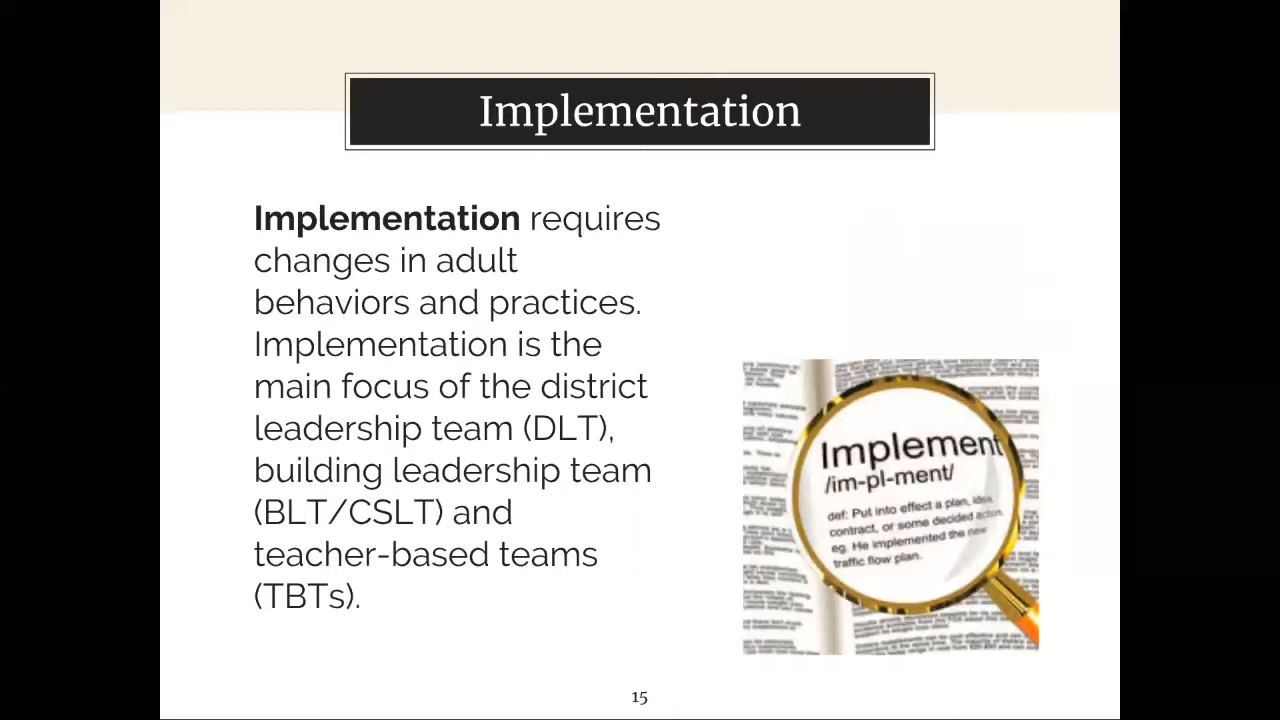 Implementation
Implementation requires
changes in adult
behaviors and practices.
Implementation is the
main focus of the district
leadership team (DLT),
building leadership team
(BLT/CSLT) and
teacher-based teams
(TBTs).
Implement
/im-pl-ment/
def: Put into effect a plan, idea,
contract, or some decided action.
eg. He implemented the new
traffic flow plan.
15